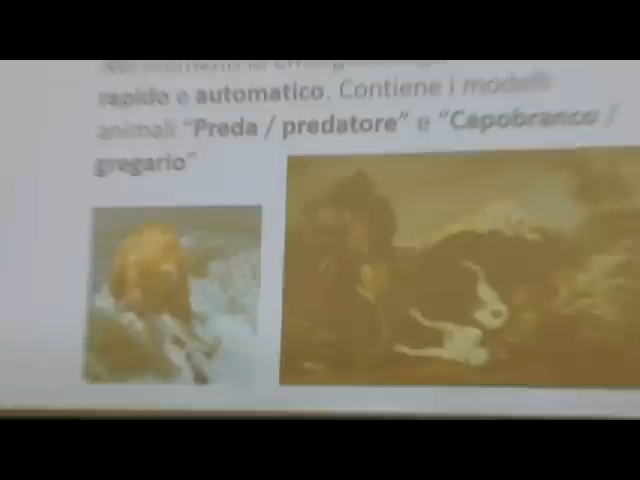 rapido e automatico. Contiene i modelli
animali "Preda / predatore" e "Capobranco /
gregario"